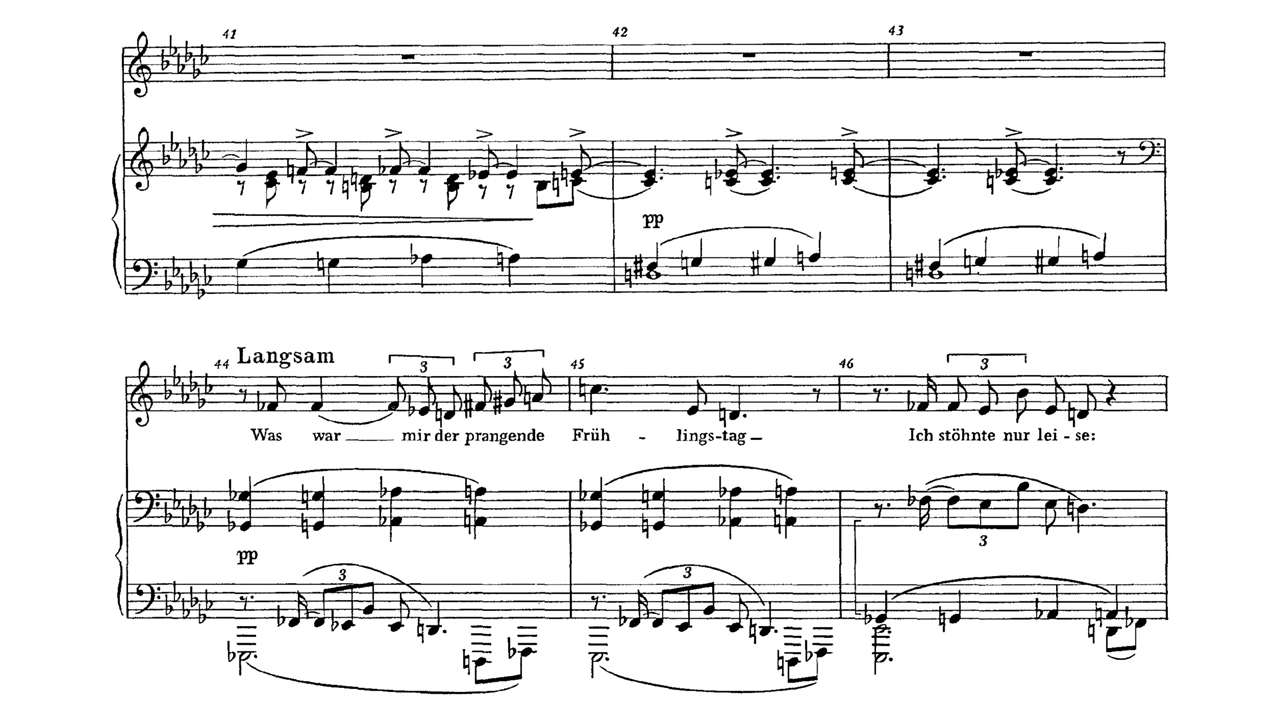 41 42 43
pp
44 Langsam 3 3 45 46 3
Was war mir der prangende Früh - lings-tag Ich stöhnte nur lei - se:
3
pp
3 3